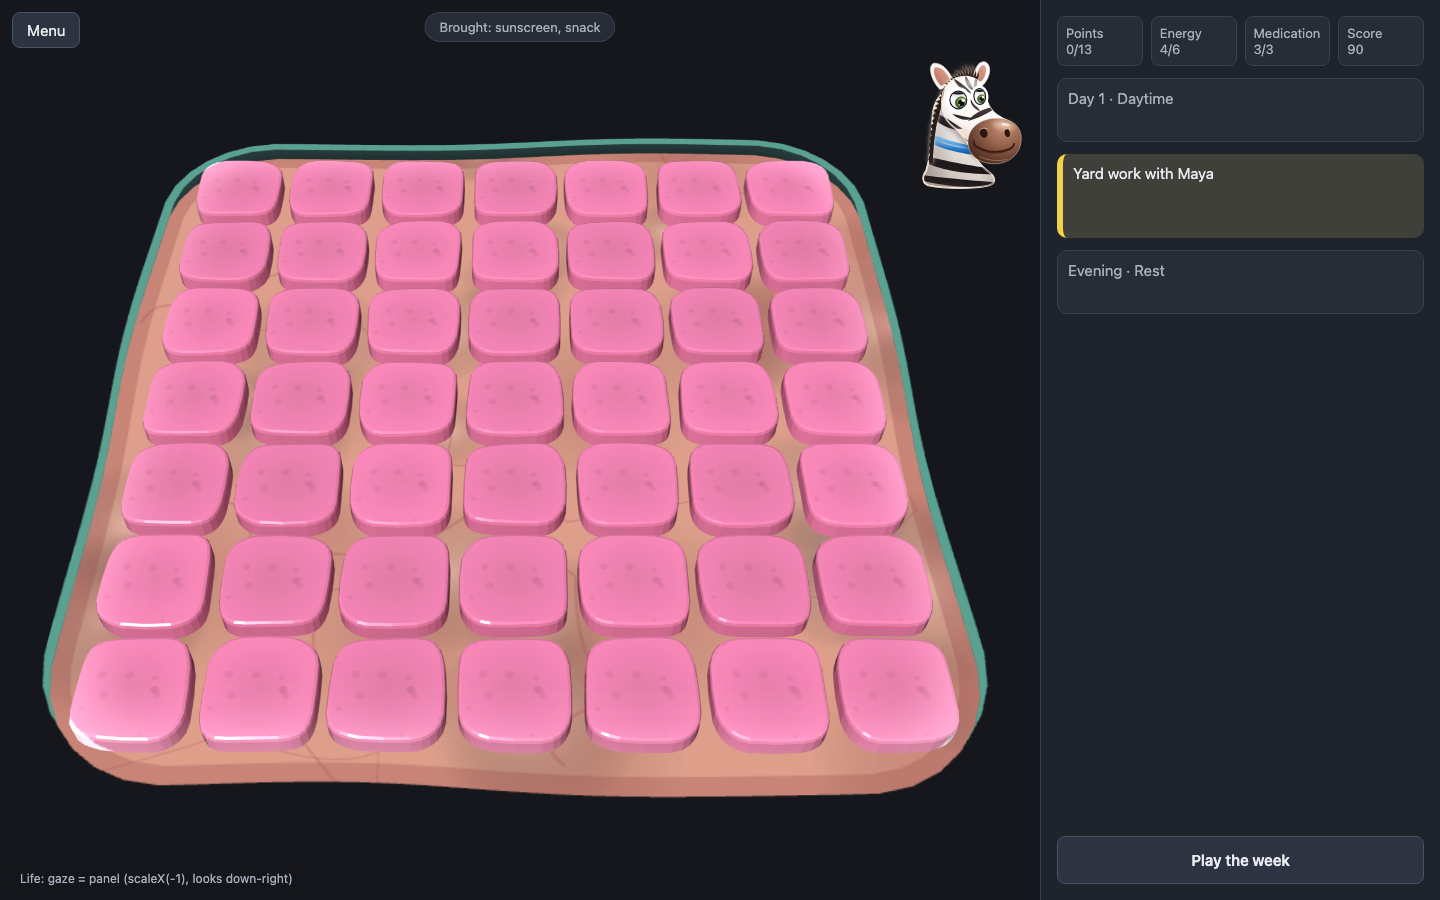 Menu
Brought: sunscreen, snack
Points
0/13
Energy
4/6
Medication
3/3
Score
90
Day 1 · Daytime
Yard work with Maya
Evening · Rest
Play the week
Life: gaze = panel (scaleX(-1), looks down-right)